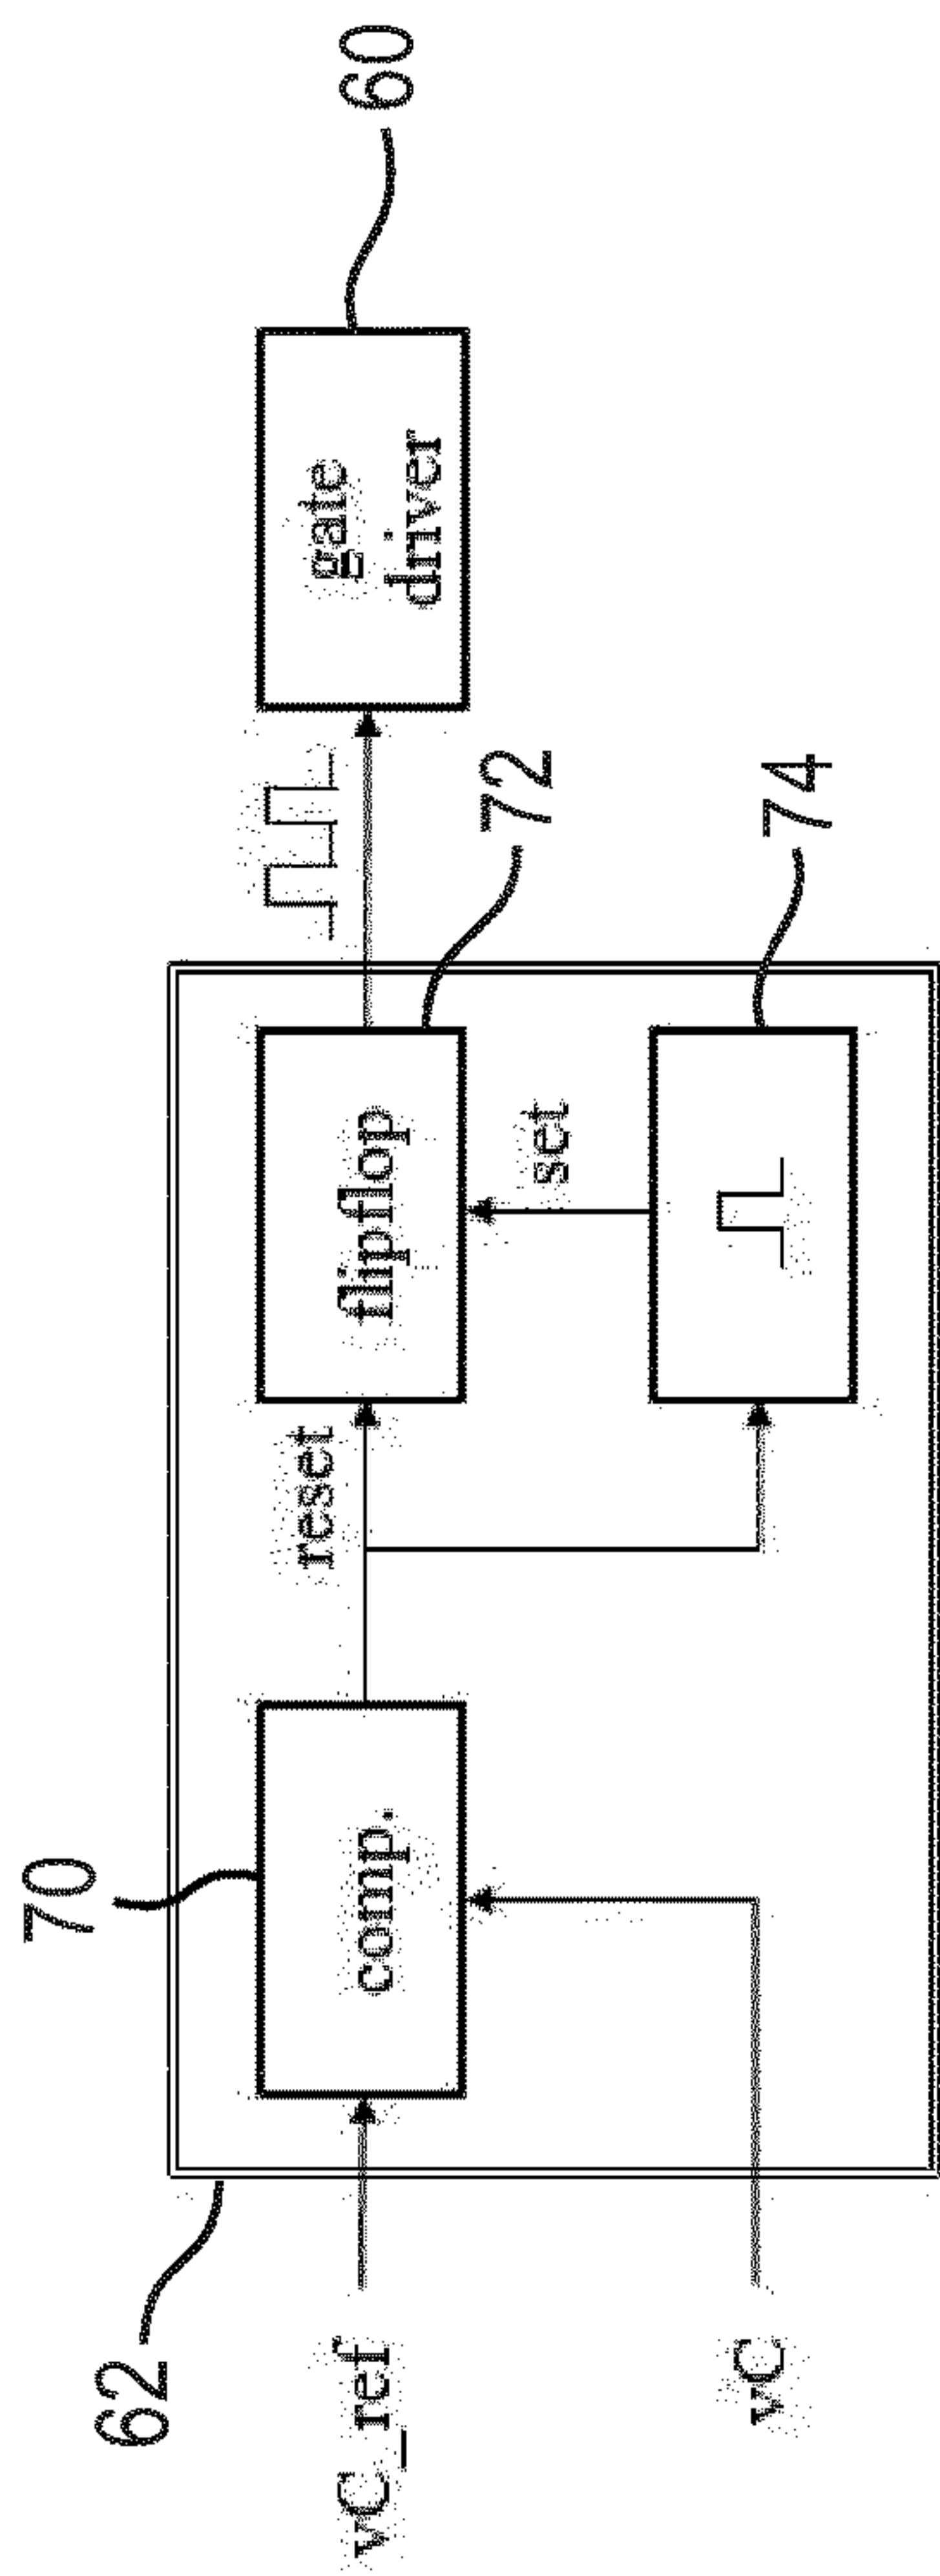 70
62
vC_ref
comp.
reset
flipflop
72
gate
driver
60
set
74
vC